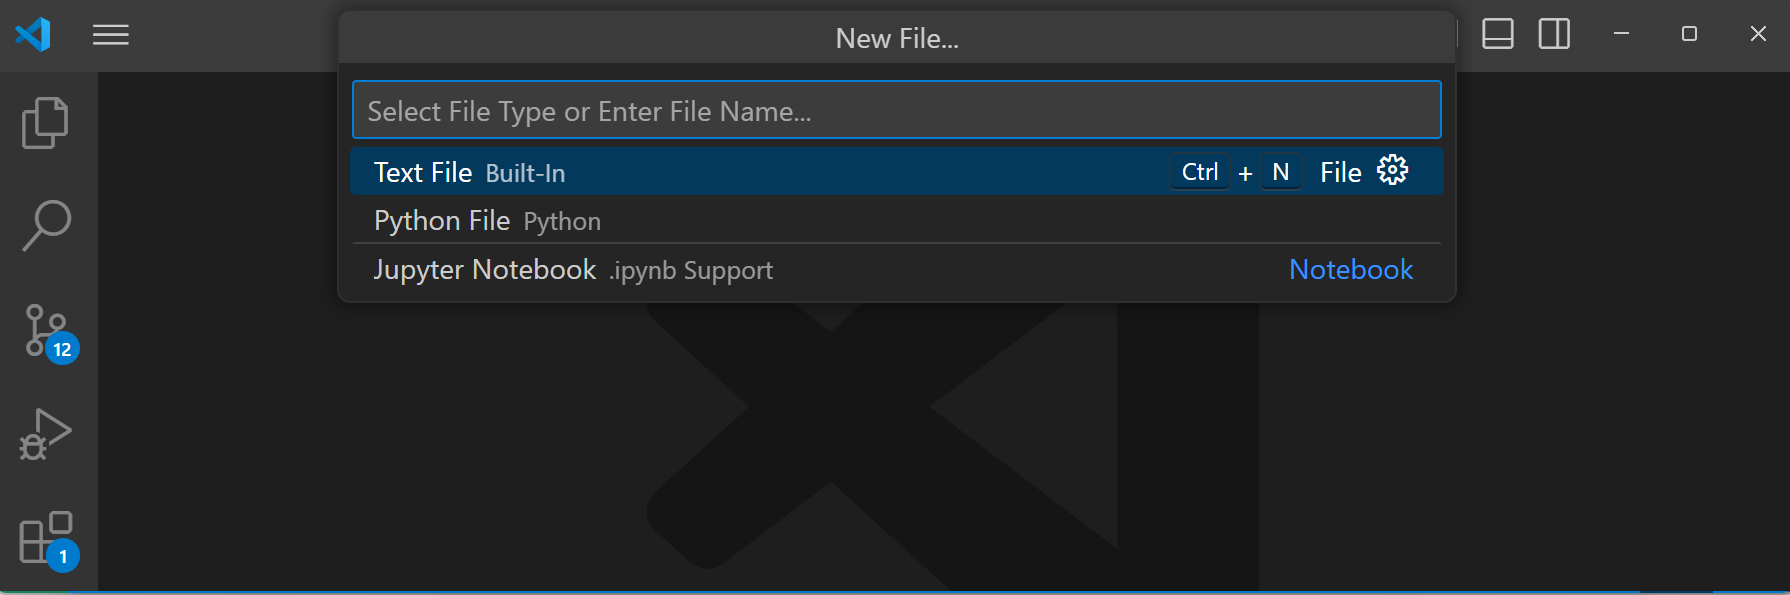 New File...
Select File Type or Enter File Name...
Text File Built-In Ctrl + N File
Python File Python
Jupyter Notebook .ipynb Support Notebook
12
1